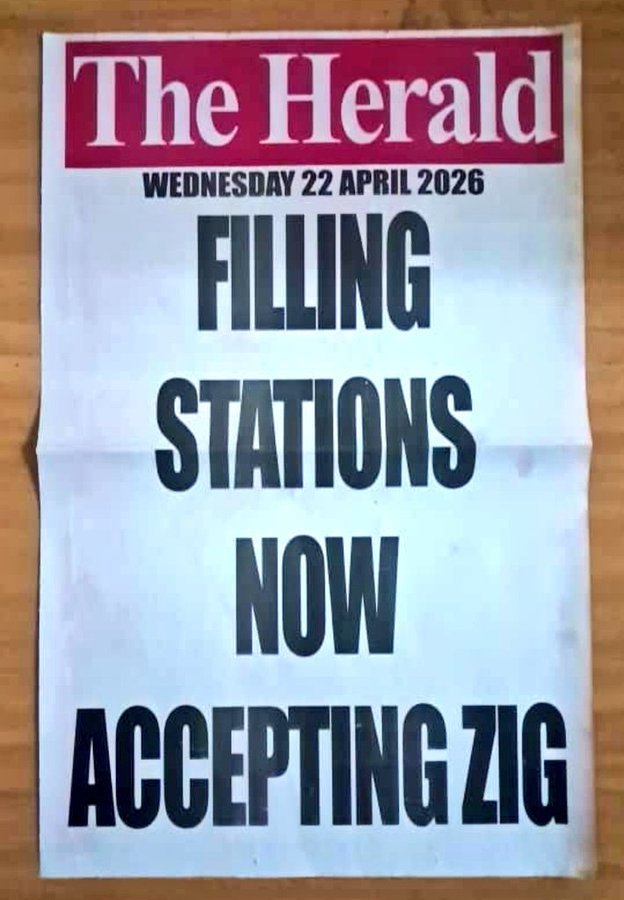 The Herald
WEDNESDAY 22 APRIL 2026
FILLING
STATIONS
NOW
ACCEPTING ZIG